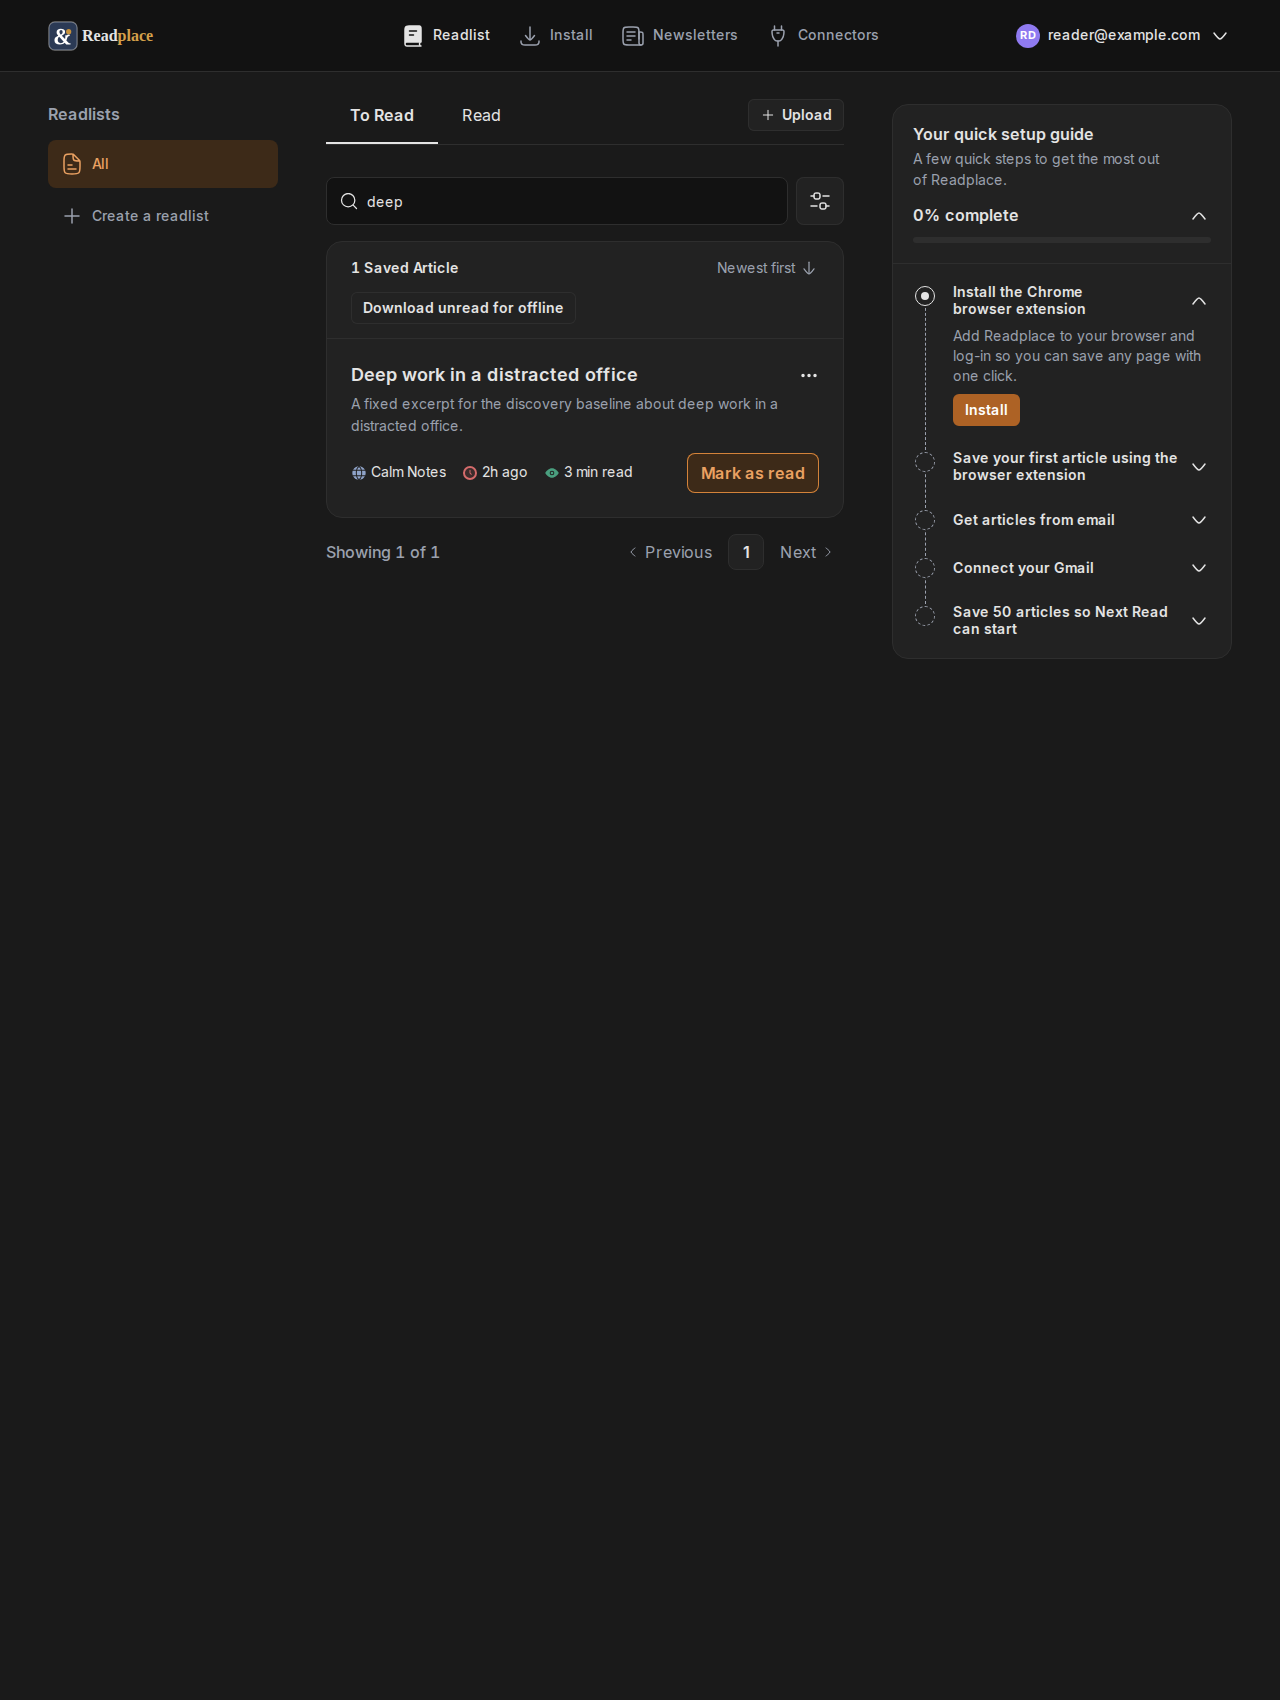 & Readplace
Readlist
Install
Newsletters
Connectors
RD reader@example.com
Readlists
All
Create a readlist
To Read
Read
Upload
deep
1 Saved Article
Newest first
Download unread for offline
Deep work in a distracted office
A fixed excerpt for the discovery baseline about deep work in a
distracted office.
Calm Notes
2h ago
3 min read
Mark as read
Showing 1 of 1
Previous
1
Next
Your quick setup guide
A few quick steps to get the most out
of Readplace.
0% complete
Install the Chrome
browser extension
Add Readplace to your browser and
log-in so you can save any page with
one click.
Install
Save your first article using the
browser extension
Get articles from email
Connect your Gmail
Save 50 articles so Next Read
can start